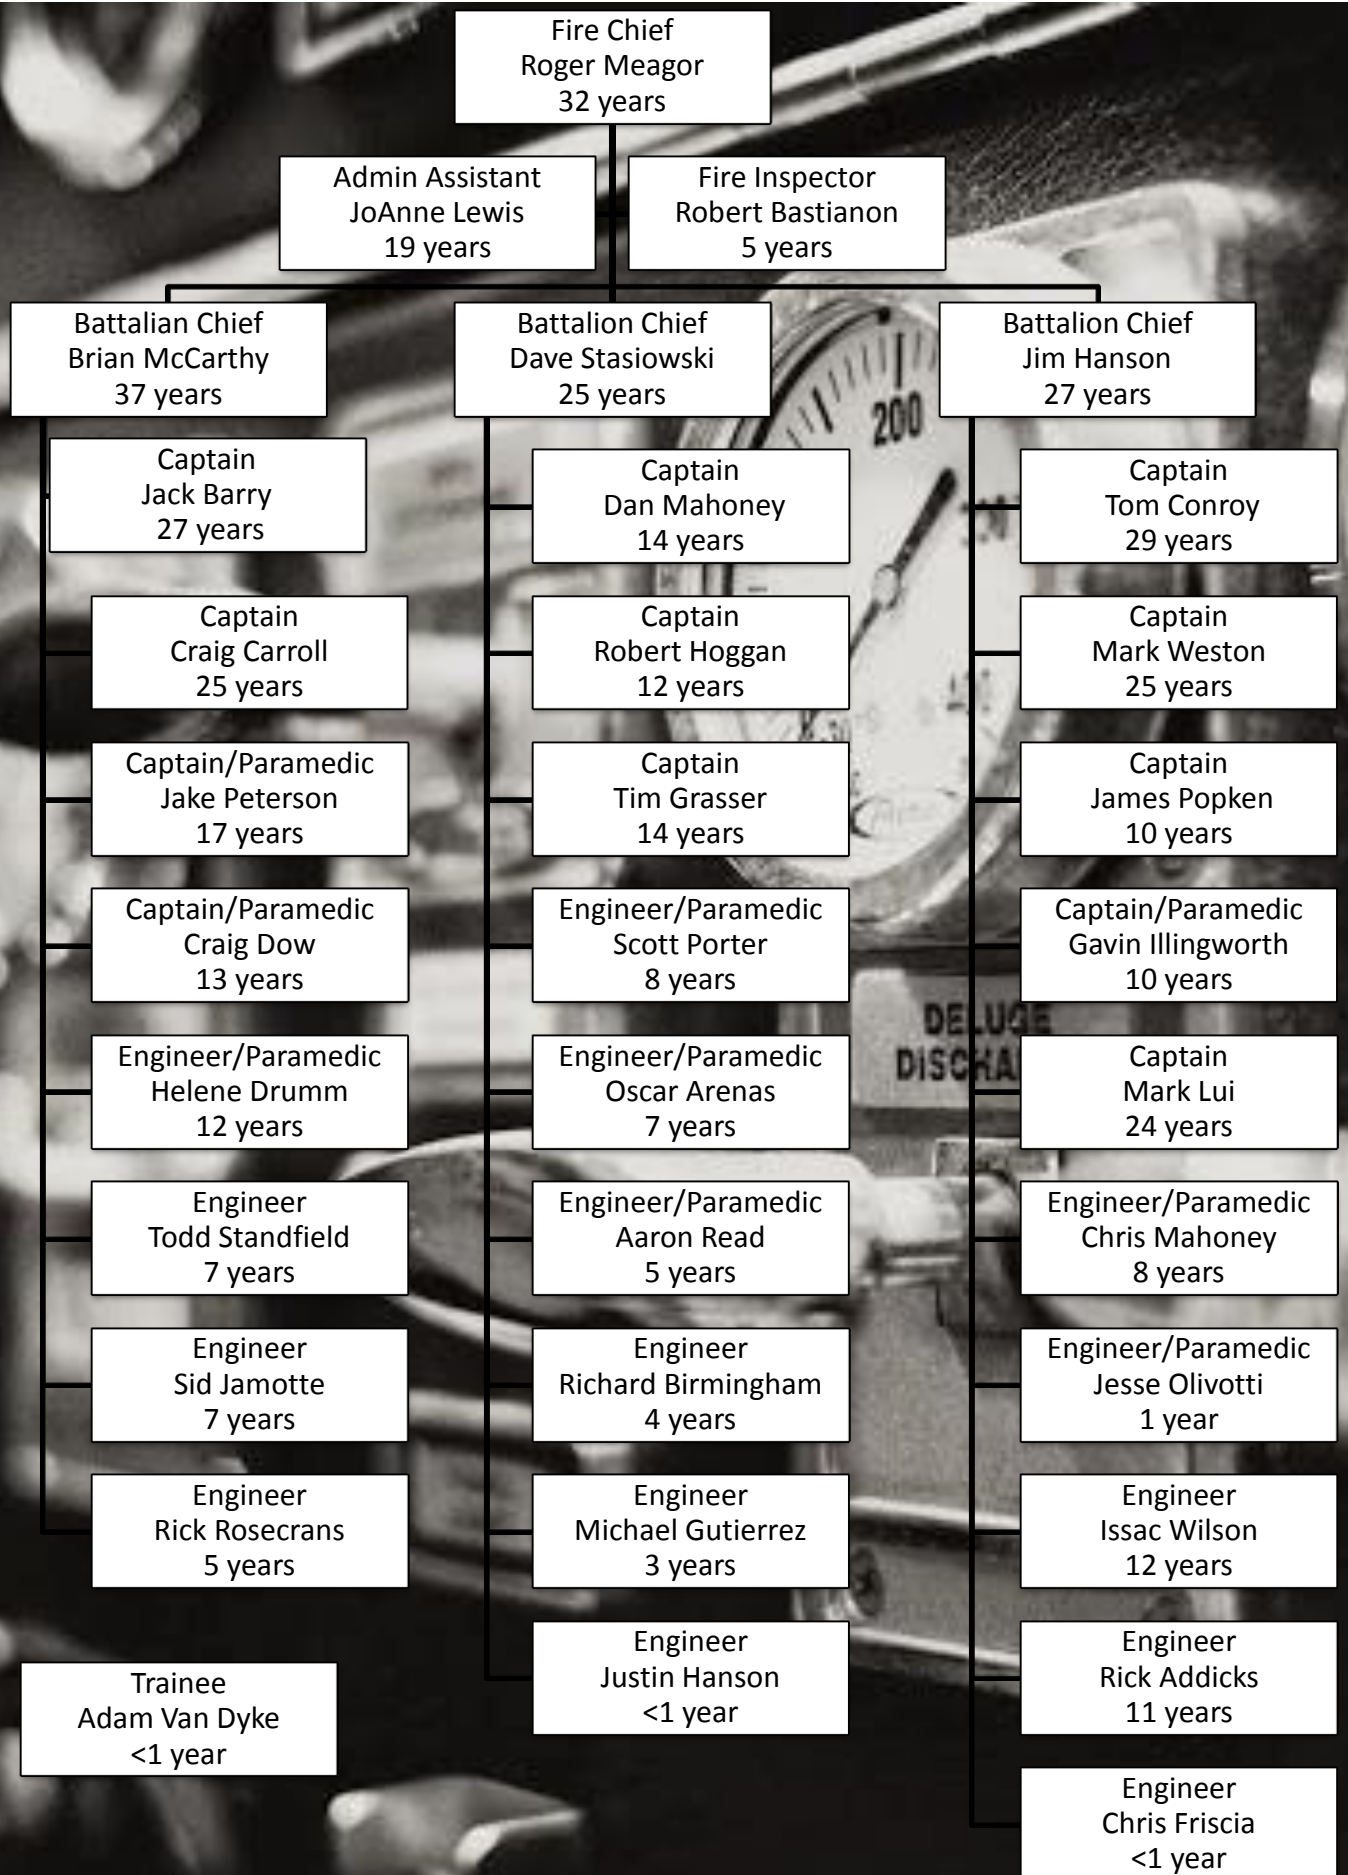 Fire Chief
Roger Meagor
32 years
Admin Assistant
JoAnne Lewis
19 years
Fire Inspector
Robert Bastianon
5 years
Battalian Chief
Brian McCarthy
37 years
Captain
Jack Barry
27 years
Captain
Craig Carroll
25 years
Captain/Paramedic
Jake Peterson
17 years
Captain/Paramedic
Craig Dow
13 years
Engineer/Paramedic
Helene Drumm
12 years
Engineer
Todd Standfield
7 years
Engineer
Sid Jamotte
7 years
Engineer
Rick Rosecrans
5 years
Trainee
Adam Van Dyke
<1 year
Battalion Chief
Dave Stasiowski
25 years
Captain
Dan Mahoney
14 years
Captain
Robert Hoggan
12 years
Captain
Tim Grasser
14 years
Engineer/Paramedic
Scott Porter
8 years
Engineer/Paramedic
Oscar Arenas
7 years
Engineer/Paramedic
Aaron Read
5 years
Engineer
Richard Birmingham
4 years
Engineer
Michael Gutierrez
3 years
Engineer
Justin Hanson
<1 year
Battalion Chief
Jim Hanson
27 years
Captain
Tom Conroy
29 years
Captain
Mark Weston
25 years
Captain
James Popken
10 years
Captain/Paramedic
Gavin Illingworth
10 years
Captain
Mark Lui
24 years
Engineer/Paramedic
Chris Mahoney
8 years
Engineer/Paramedic
Jesse Olivotti
1 year
Engineer
Issac Wilson
12 years
Engineer
Rick Addicks
11 years
Engineer
Chris Friscia
<1 year
200
DELUGE
DISCHA